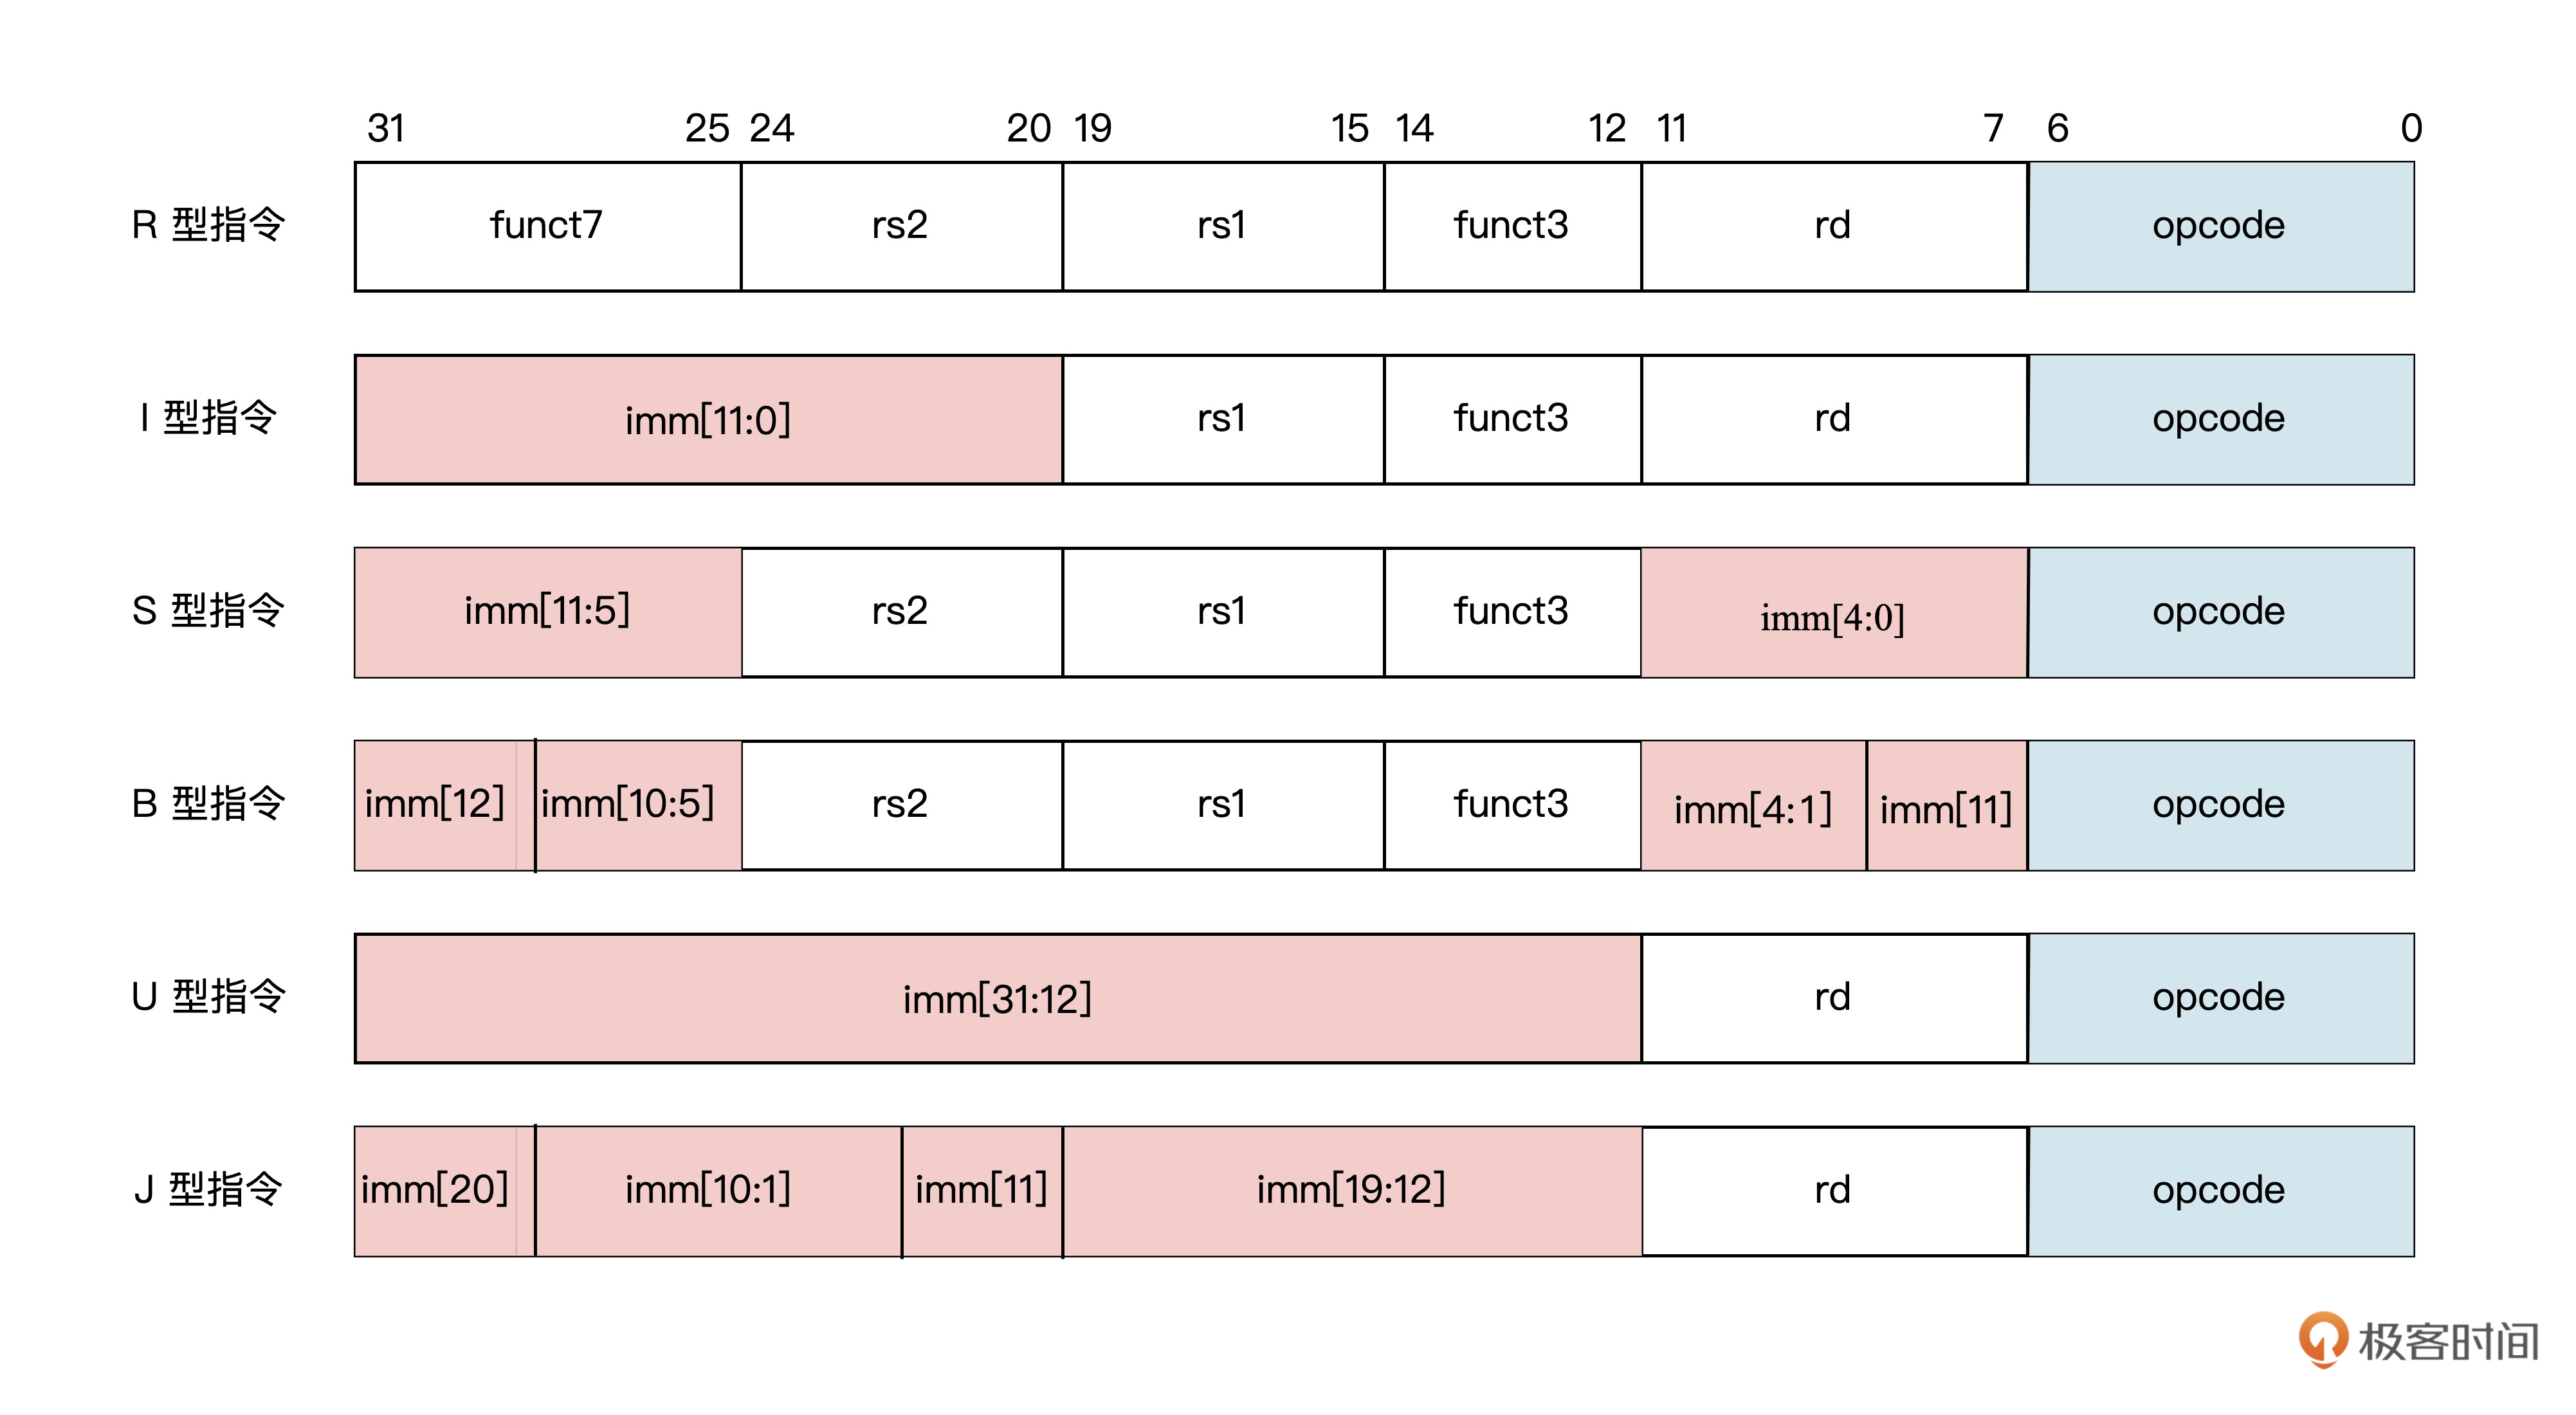 31 25 24 20 19 15 14 12 11 7 6 0
R 型指令 funct7 rs2 rs1 funct3 rd opcode
I 型指令 imm[11:0] rs1 funct3 rd opcode
S 型指令 imm[11:5] rs2 rs1 funct3 imm[4:0] opcode
B 型指令 imm[12] imm[10:5] rs2 rs1 funct3 imm[4:1] imm[11] opcode
U 型指令 imm[31:12] rd opcode
J 型指令 imm[20] imm[10:1] imm[11] imm[19:12] rd opcode
极客时间